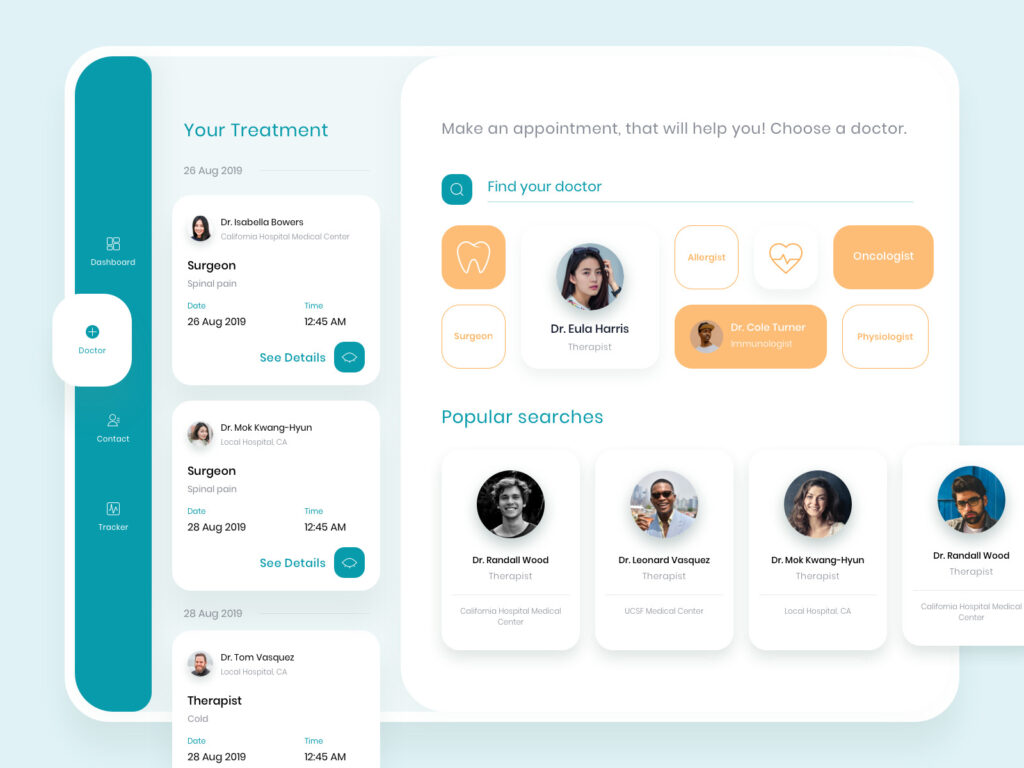 Dashboard
Doctor
Contact
Tracker
Your Treatment
26 Aug 2019
Dr. Isabella Bowers
California Hospital Medical Center
Surgeon
Spinal pain
Date
Time
26 Aug 2019
12:45 AM
See Details
Dr. Mok Kwang-Hyun
Local Hospital, CA
Surgeon
Spinal pain
Date
Time
28 Aug 2019
12:45 AM
See Details
28 Aug 2019
Dr. Tom Vasquez
Local Hospital, CA
Therapist
Cold
Date
Time
28 Aug 2019
12:45 AM
Make an appointment, that will help you! Choose a doctor.
Find your doctor
Dr. Eula Harris
Therapist
Allergist
Oncologist
Surgeon
Dr. Cole Turner
Immunologist
Physiologist
Popular searches
Dr. Randall Wood
Therapist
California Hospital Medical
Center
Dr. Leonard Vasquez
Therapist
UCSF Medical Center
Dr. Mok Kwang-Hyun
Therapist
Local Hospital, CA
Dr. Randall Wood
Therapist
California Hospital Medical
Center